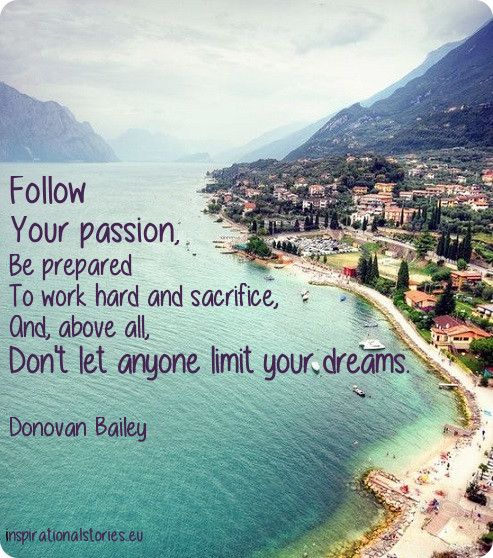 Follow
Your passion,
Be prepared
To work hard and sacrifice,
And, above all,
Don't let anyone limit your dreams.
Donovan Bailey
inspirationalstories.eu